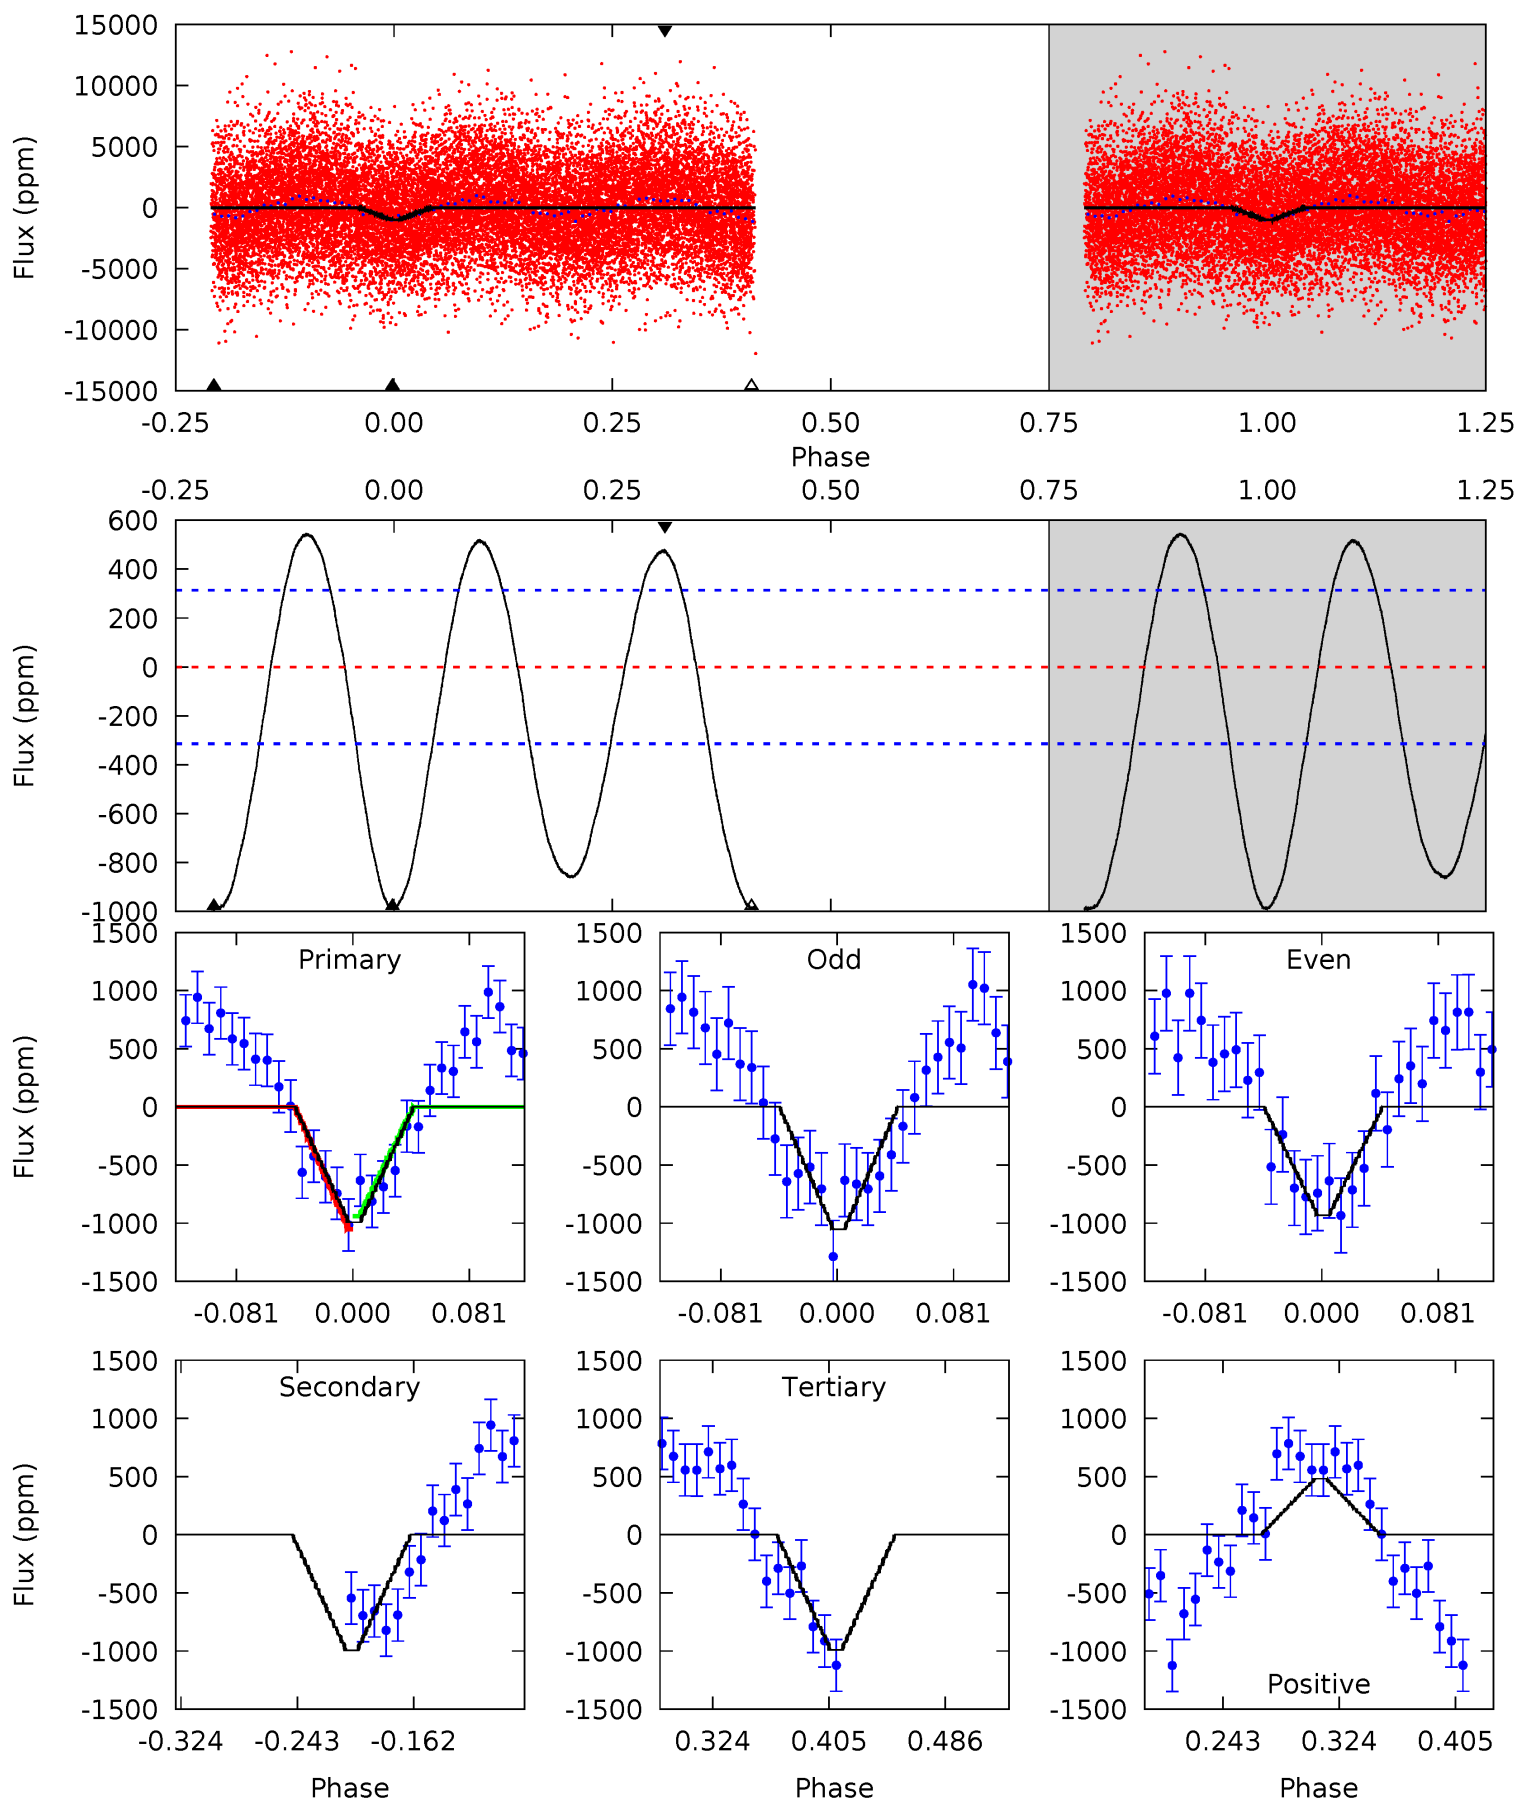 15000
10000
5000
0
-5000
-10000
-15000
Flux (ppm)
-0.25 0.00 0.25 0.50 0.75 1.00 1.25
Phase
-0.25 0.00 0.25 0.50 0.75 1.00 1.25
600
400
200
0
-200
-400
-600
-800
-1000
Flux (ppm)
Primary Odd Even
1500 1500 1500
1000 1000 1000
500 500 500
0 0 0
-500 -500 -500
-1000 -1000 -1000
-1500 -1500 -1500
Flux (ppm)
-0.081 0.000 0.081 -0.081 0.000 0.081 -0.081 0.000 0.081
1500 1500 1500
Secondary Tertiary
1000 1000 1000
500 500 500
0 0 0
-500 -500 -500
-1000 -1000 -1000
Positive
-1500 -1500 -1500
Flux (ppm)
-0.324 -0.243 -0.162 0.324 0.405 0.486 0.243 0.324 0.405
Phase Phase Phase